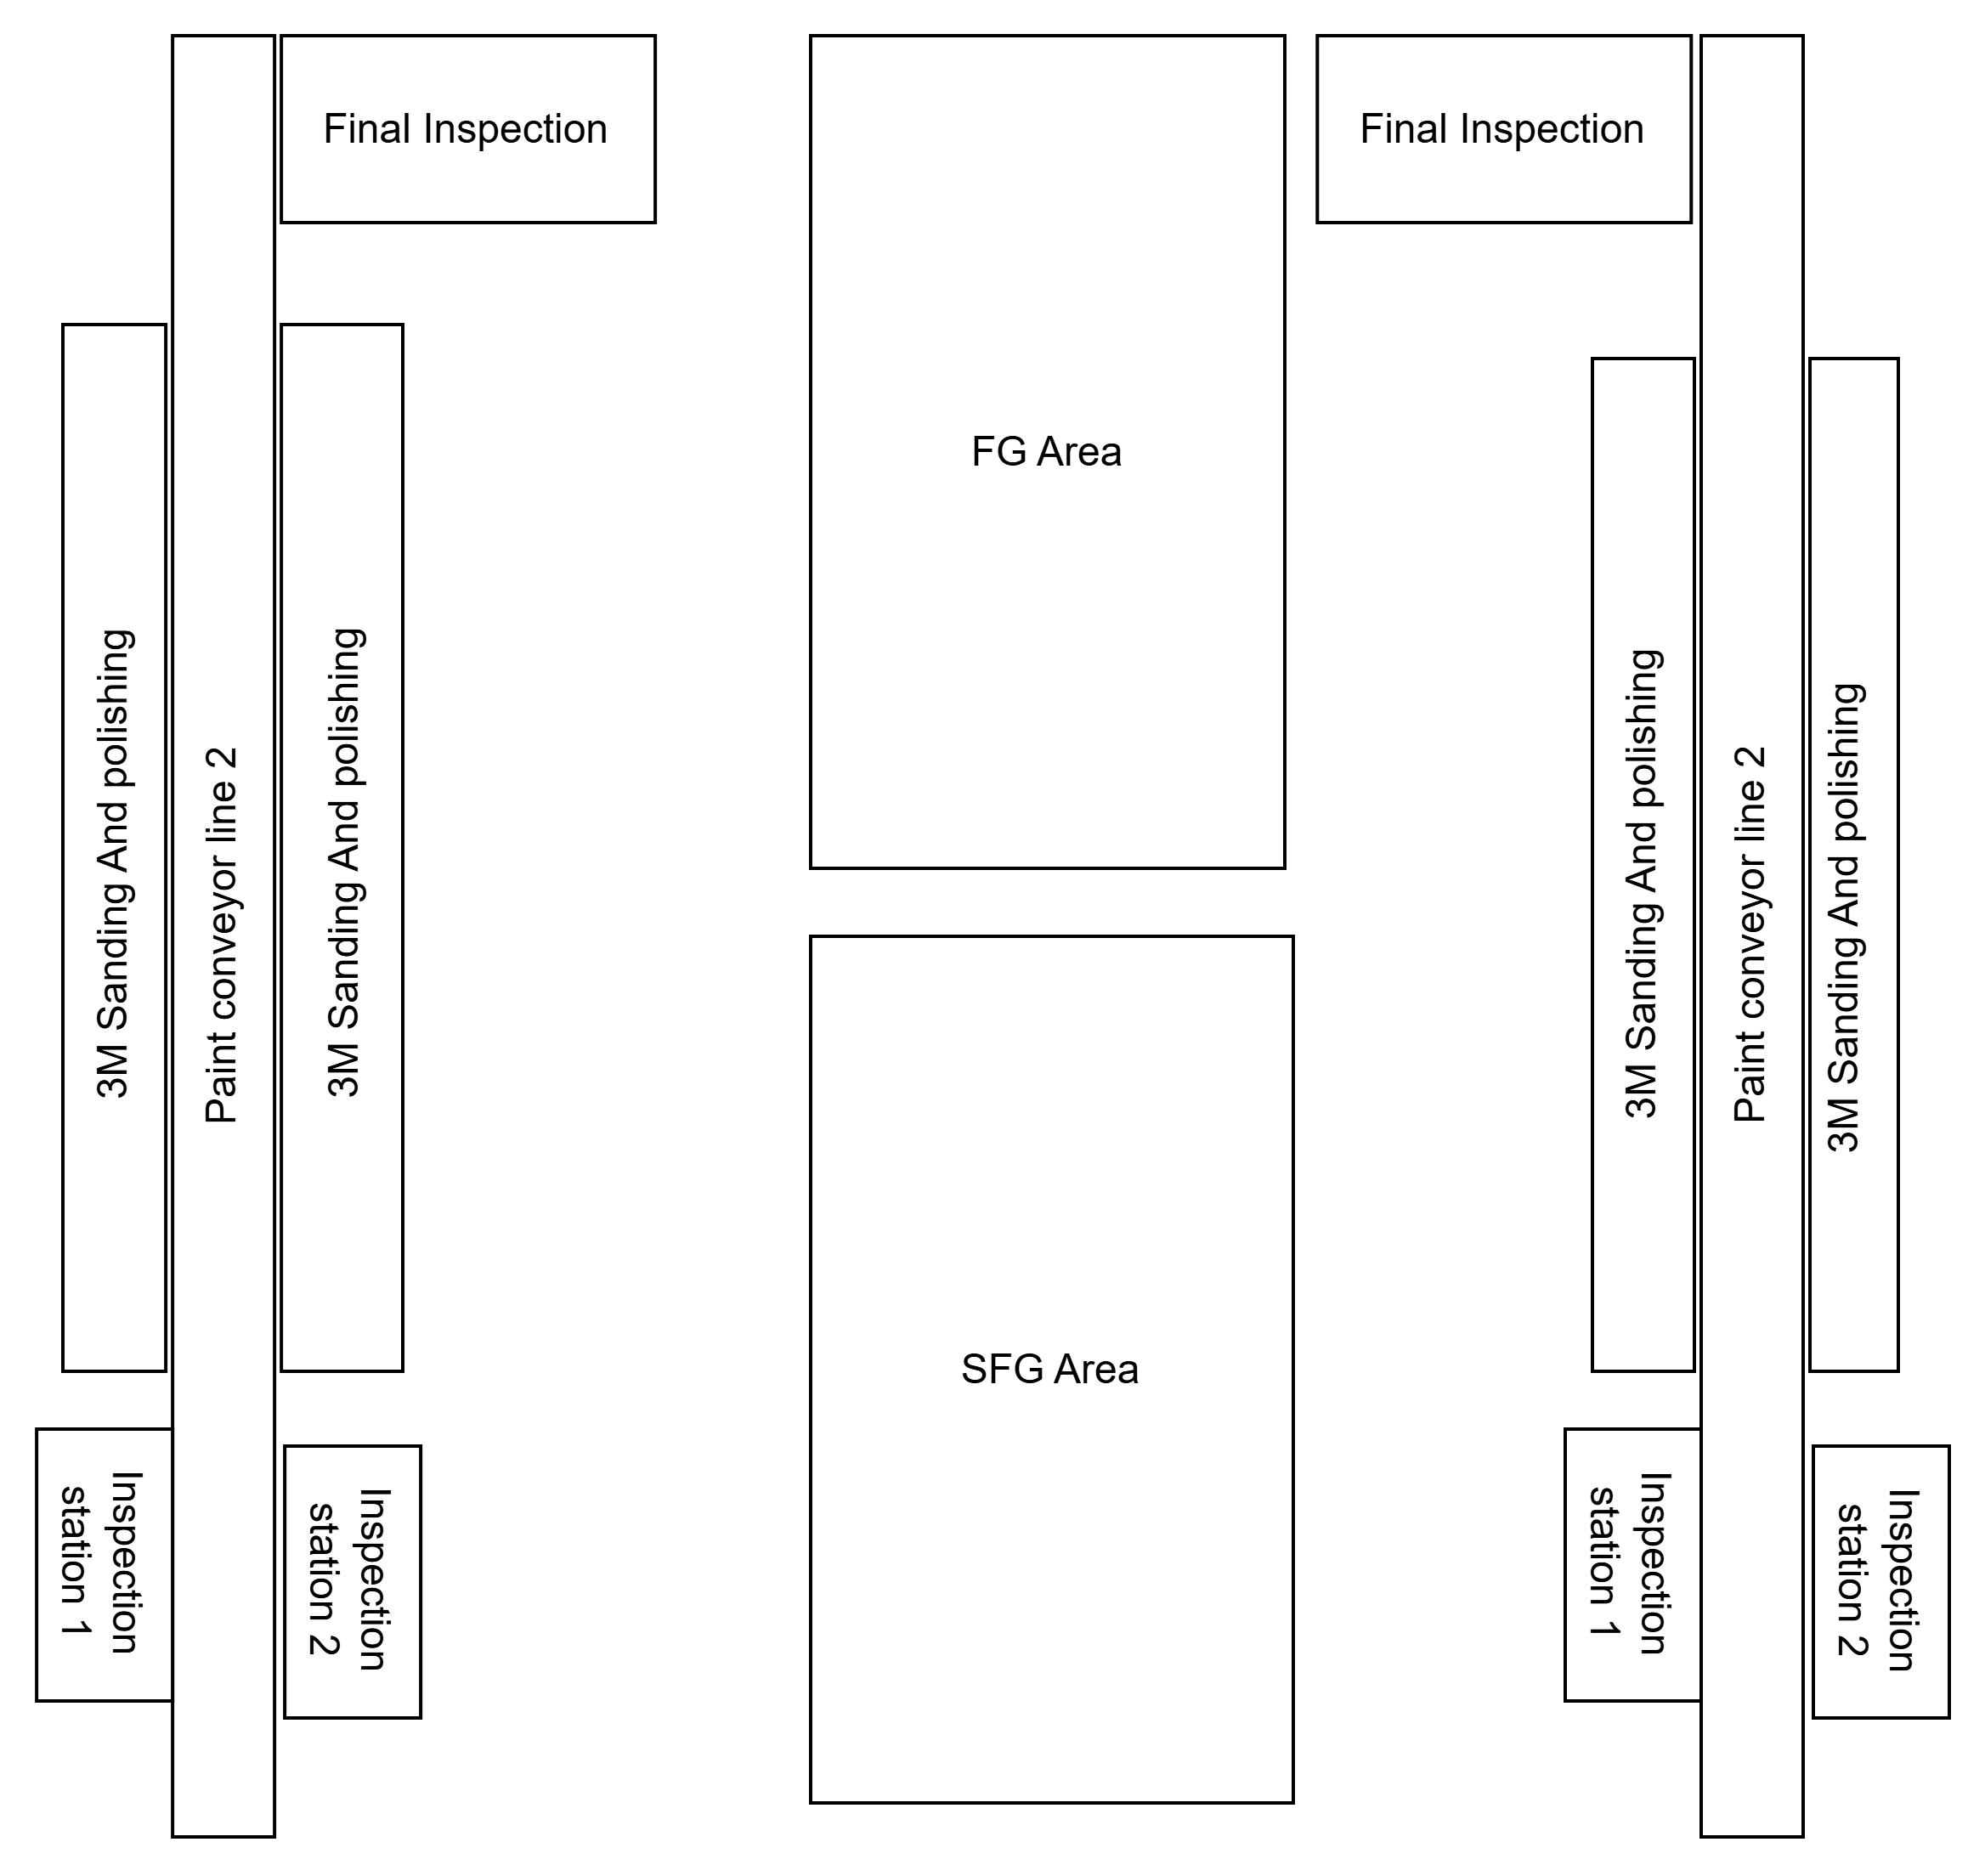 Final Inspection
Final Inspection
FG Area
3M Sanding And polishing
Paint conveyor line 2
3M Sanding And polishing
3M Sanding And polishing
Paint conveyor line 2
3M Sanding And polishing
SFG Area
Inspection
station 1
Inspection
station 2
Inspection
station 1
Inspection
station 2